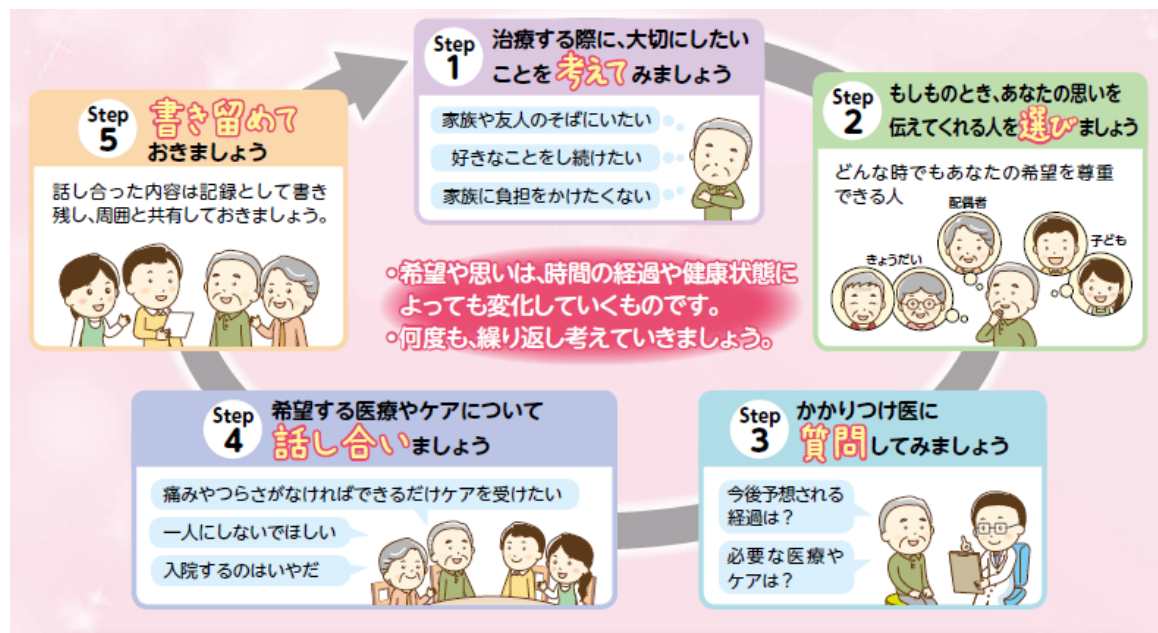 Step 1
治療する際に、大切にしたい
ことを考えてみましょう
家族や友人のそばにいたい
好きなことをし続けたい
家族に負担をかけたくない
Step 2
もしものとき、あなたの思いを
伝えてくれる人を選びましょう
どんな時でもあなたの希望を尊重
できる人
配偶者
子ども
きょうだい
Step 3
かかりつけ医に
質問してみましょう
今後予想される
経過は？
必要な医療や
ケアは？
Step 4
希望する医療やケアについて
話し合いましょう
痛みやつらさがなければできるだけケアを受けたい
一人にしないでほしい
入院するのはいやだ
Step 5
書き留めて
おきましょう
話し合った内容は記録として書き
残し、周囲と共有しておきましょう。
・希望や思いは、時間の経過や健康状態に
よっても変化していくものです。
・何度も、繰り返し考えていきましょう。